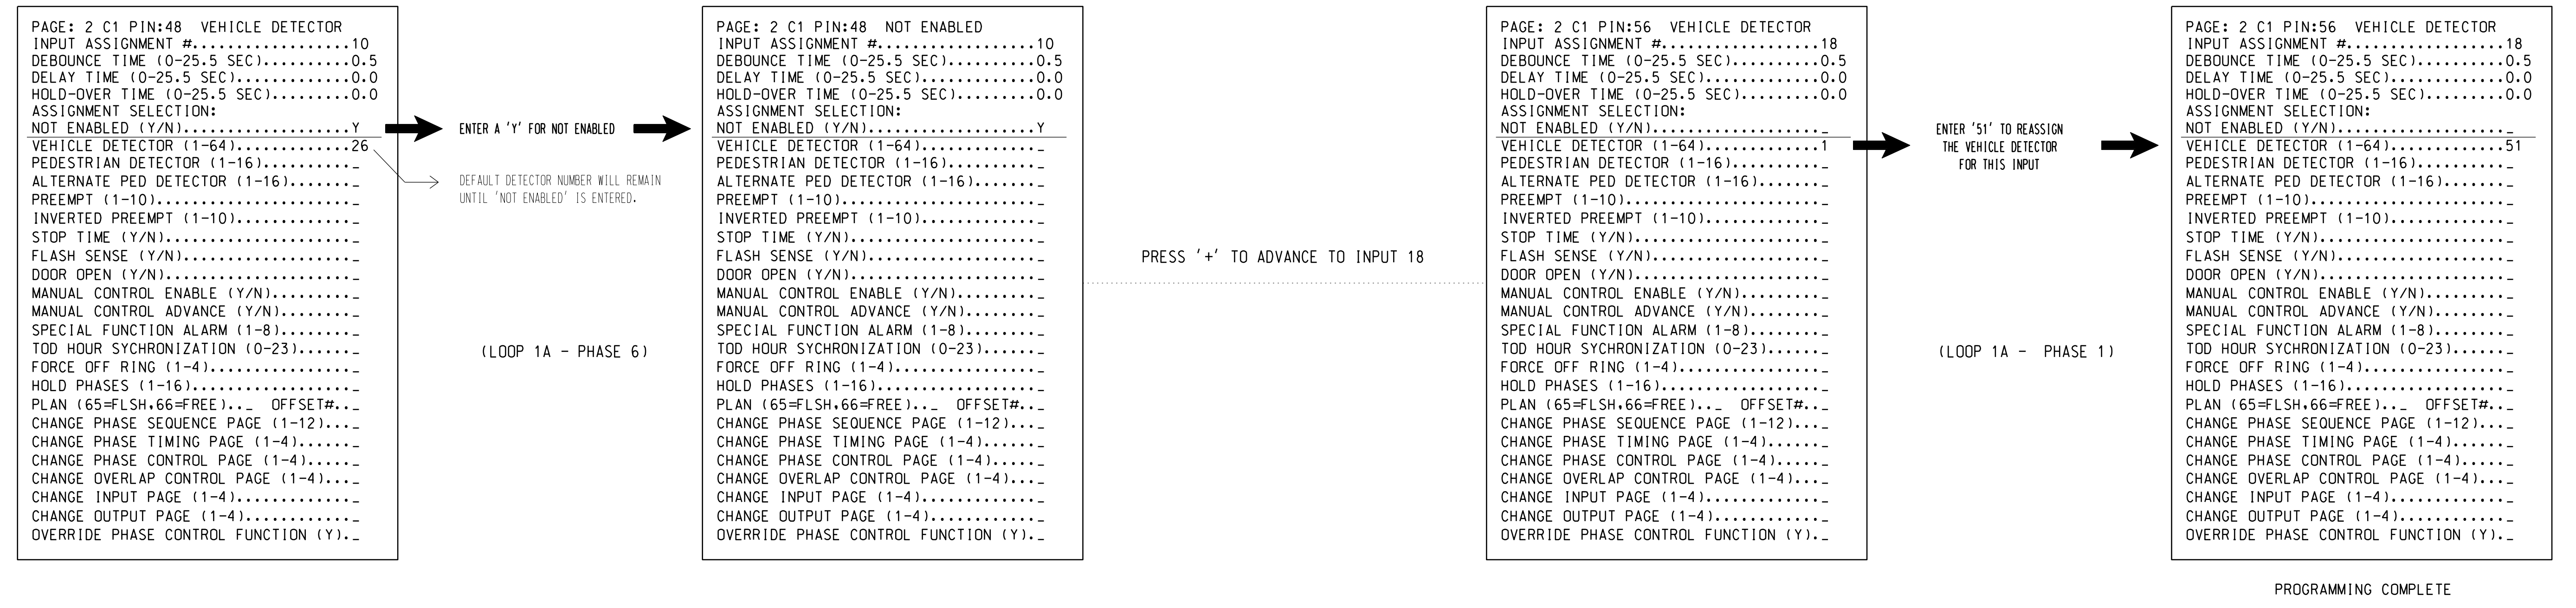 PAGE: 2 C1 PIN:48  VEHICLE DETECTOR
INPUT ASSIGNMENT #..................10
DEBOUNCE TIME (0-25.5 SEC)..........0.5
DELAY TIME (0-25.5 SEC).............0.0
HOLD-OVER TIME (0-25.5 SEC).........0.0
ASSIGNMENT SELECTION:
NOT ENABLED (Y/N)...................Y
VEHICLE DETECTOR (1-64).............26
PEDESTRIAN DETECTOR (1-16).........._
ALTERNATE PED DETECTOR (1-16)......._
PREEMPT (1-10)......................_
INVERTED PREEMPT (1-10)............._
STOP TIME (Y/N)....................._
FLASH SENSE (Y/N)..................._
DOOR OPEN (Y/N)....................._
MANUAL CONTROL ENABLE (Y/N)........._
MANUAL CONTROL ADVANCE (Y/N)........_
SPECIAL FUNCTION ALARM (1-8)........_
TOD HOUR SYCHRONIZATION (0-23)......_
FORCE OFF RING (1-4)................_
HOLD PHASES (1-16).................._
PLAN (65=FLSH,66=FREE).._  OFFSET#.._
CHANGE PHASE SEQUENCE PAGE (1-12)..._
CHANGE PHASE TIMING PAGE (1-4)......_
CHANGE PHASE CONTROL PAGE (1-4)....._
CHANGE OVERLAP CONTROL PAGE (1-4)..._
CHANGE INPUT PAGE (1-4)............._
CHANGE OUTPUT PAGE (1-4)............_
OVERRIDE PHASE CONTROL FUNCTION (Y)._
ENTER A 'Y' FOR NOT ENABLED
DEFAULT DETECTOR NUMBER WILL REMAIN
UNTIL 'NOT ENABLED' IS ENTERED.
(LOOP 1A - PHASE 6)
PAGE: 2 C1 PIN:48  NOT ENABLED
INPUT ASSIGNMENT #..................10
DEBOUNCE TIME (0-25.5 SEC)..........0.5
DELAY TIME (0-25.5 SEC).............0.0
HOLD-OVER TIME (0-25.5 SEC).........0.0
ASSIGNMENT SELECTION:
NOT ENABLED (Y/N)...................Y
VEHICLE DETECTOR (1-64)............._
PEDESTRIAN DETECTOR (1-16).........._
ALTERNATE PED DETECTOR (1-16)......._
PREEMPT (1-10)......................_
INVERTED PREEMPT (1-10)............._
STOP TIME (Y/N)....................._
FLASH SENSE (Y/N)..................._
DOOR OPEN (Y/N)....................._
MANUAL CONTROL ENABLE (Y/N)........._
MANUAL CONTROL ADVANCE (Y/N)........_
SPECIAL FUNCTION ALARM (1-8)........_
TOD HOUR SYCHRONIZATION (0-23)......_
FORCE OFF RING (1-4)................_
HOLD PHASES (1-16).................._
PLAN (65=FLSH,66=FREE).._  OFFSET#.._
CHANGE PHASE SEQUENCE PAGE (1-12)..._
CHANGE PHASE TIMING PAGE (1-4)......_
CHANGE PHASE CONTROL PAGE (1-4)....._
CHANGE OVERLAP CONTROL PAGE (1-4)..._
CHANGE INPUT PAGE (1-4)............._
CHANGE OUTPUT PAGE (1-4)............_
OVERRIDE PHASE CONTROL FUNCTION (Y)._
PRESS '+' TO ADVANCE TO INPUT 18
PAGE: 2 C1 PIN:56  VEHICLE DETECTOR
INPUT ASSIGNMENT #..................18
DEBOUNCE TIME (0-25.5 SEC)..........0.5
DELAY TIME (0-25.5 SEC).............0.0
HOLD-OVER TIME (0-25.5 SEC).........0.0
ASSIGNMENT SELECTION:
NOT ENABLED (Y/N)..................._
VEHICLE DETECTOR (1-64).............1
PEDESTRIAN DETECTOR (1-16).........._
ALTERNATE PED DETECTOR (1-16)......._
PREEMPT (1-10)......................_
INVERTED PREEMPT (1-10)............._
STOP TIME (Y/N)....................._
FLASH SENSE (Y/N)..................._
DOOR OPEN (Y/N)....................._
MANUAL CONTROL ENABLE (Y/N)........._
MANUAL CONTROL ADVANCE (Y/N)........_
SPECIAL FUNCTION ALARM (1-8)........_
TOD HOUR SYCHRONIZATION (0-23)......_
FORCE OFF RING (1-4)................_
HOLD PHASES (1-16).................._
PLAN (65=FLSH,66=FREE).._  OFFSET#.._
CHANGE PHASE SEQUENCE PAGE (1-12)..._
CHANGE PHASE TIMING PAGE (1-4)......_
CHANGE PHASE CONTROL PAGE (1-4)....._
CHANGE OVERLAP CONTROL PAGE (1-4)..._
CHANGE INPUT PAGE (1-4)............._
CHANGE OUTPUT PAGE (1-4)............_
OVERRIDE PHASE CONTROL FUNCTION (Y)._
ENTER '51' TO REASSIGN
THE VEHICLE DETECTOR
FOR THIS INPUT
(LOOP 1A -  PHASE 1)
PAGE: 2 C1 PIN:56  VEHICLE DETECTOR
INPUT ASSIGNMENT #..................18
DEBOUNCE TIME (0-25.5 SEC)..........0.5
DELAY TIME (0-25.5 SEC).............0.0
HOLD-OVER TIME (0-25.5 SEC).........0.0
ASSIGNMENT SELECTION:
NOT ENABLED (Y/N)..................._
VEHICLE DETECTOR (1-64).............51
PEDESTRIAN DETECTOR (1-16).........._
ALTERNATE PED DETECTOR (1-16)......._
PREEMPT (1-10)......................_
INVERTED PREEMPT (1-10)............._
STOP TIME (Y/N)....................._
FLASH SENSE (Y/N)..................._
DOOR OPEN (Y/N)....................._
MANUAL CONTROL ENABLE (Y/N)........._
MANUAL CONTROL ADVANCE (Y/N)........_
SPECIAL FUNCTION ALARM (1-8)........_
TOD HOUR SYCHRONIZATION (0-23)......_
FORCE OFF RING (1-4)................_
HOLD PHASES (1-16).................._
PLAN (65=FLSH,66=FREE).._  OFFSET#.._
CHANGE PHASE SEQUENCE PAGE (1-12)..._
CHANGE PHASE TIMING PAGE (1-4)......_
CHANGE PHASE CONTROL PAGE (1-4)....._
CHANGE OVERLAP CONTROL PAGE (1-4)..._
CHANGE INPUT PAGE (1-4)............._
CHANGE OUTPUT PAGE (1-4)............_
OVERRIDE PHASE CONTROL FUNCTION (Y)._
PROGRAMMING COMPLETE